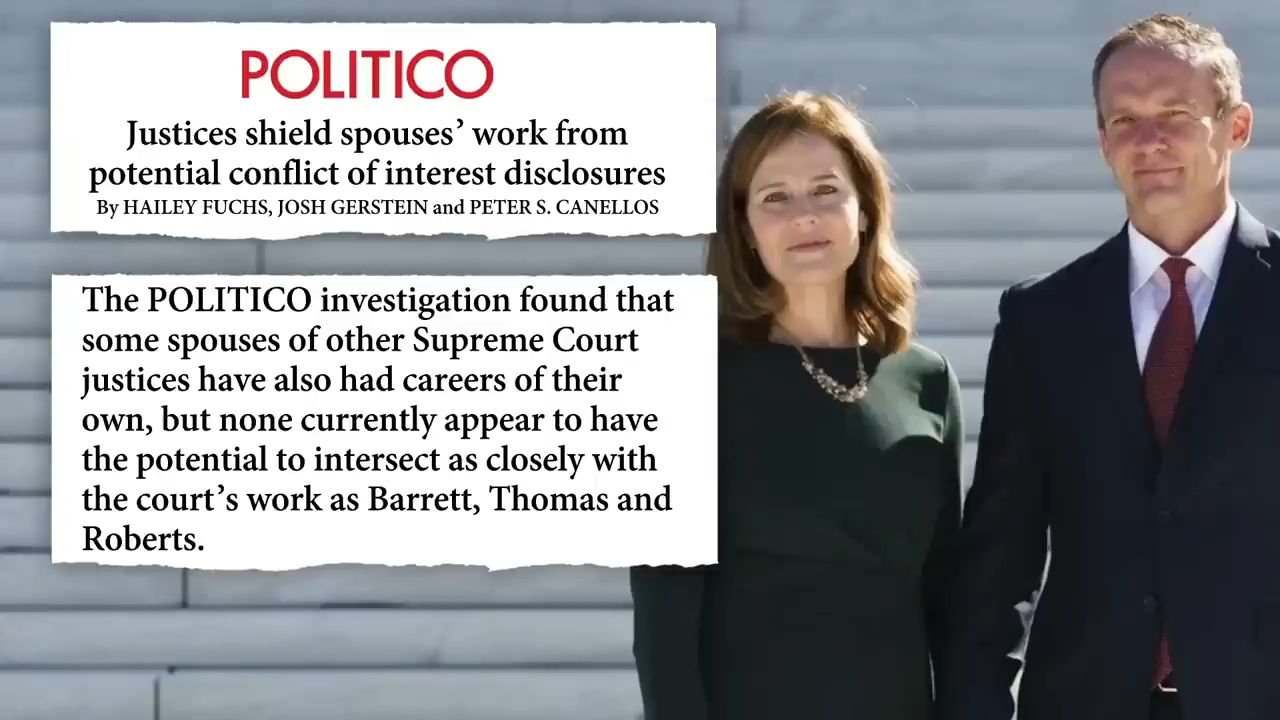 POLITICO
Justices shield spouses’ work from
potential conflict of interest disclosures
By HAILEY FUCHS, JOSH GERSTEIN and PETER S. CANELLOS
The POLITICO investigation found that
some spouses of other Supreme Court
justices have also had careers of their
own, but none currently appear to have
the potential to intersect as closely with
the court’s work as Barrett, Thomas and
Roberts.